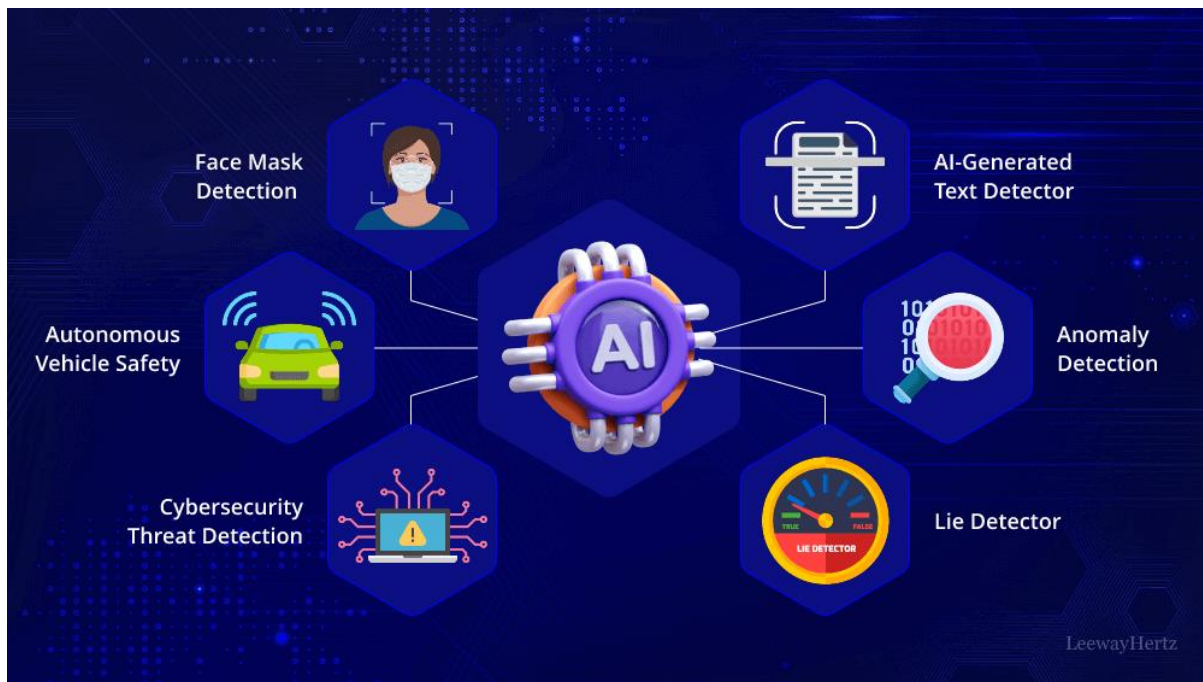 Face Mask
Detection
AI-Generated
Text Detector
Autonomous
Vehicle Safety
AI
Anomaly
Detection
Cybersecurity
Threat Detection
TRUE
FALSE
LIE DETECTOR
Lie Detector
LeewayHertz